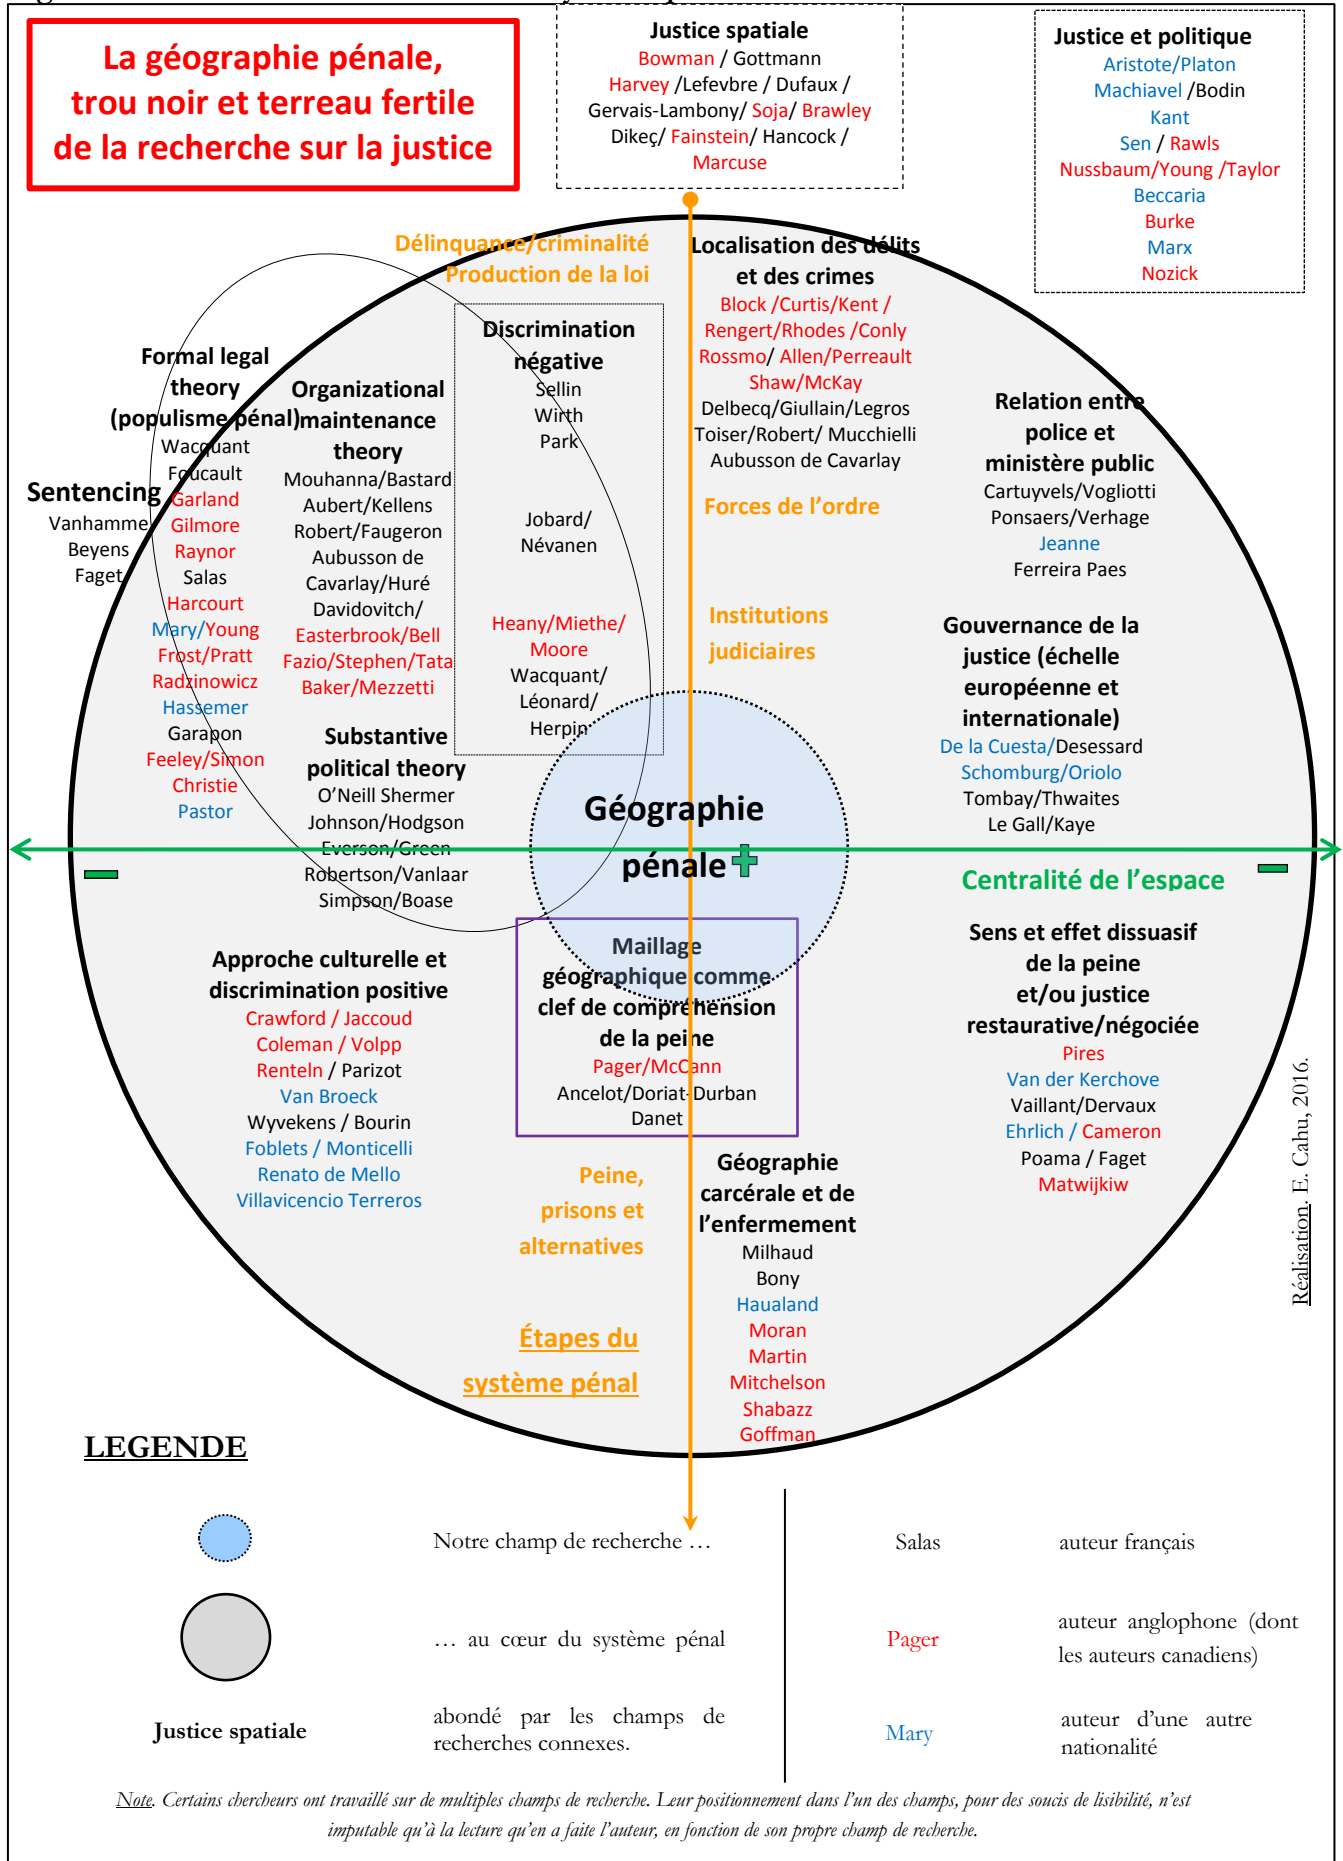 La géographie pénale,
trou noir et terreau fertile
de la recherche sur la justice
Justice spatiale
Bowman / Gottmann
Harvey /Lefevbre / Dufaux /
Gervais-Lambony/ Soja/ Brawley
Dikeç/ Fainstein/ Hancock /
Marcuse
Justice et politique
Aristote/Platon
Machiavel /Bodin
Kant
Sen / Rawls
Nussbaum/Young /Taylor
Beccaria
Burke
Marx
Nozick
Délinquance/criminalité
Production de la loi
Localisation des délits
et des crimes
Block /Curtis/Kent /
Rengert/Rhodes /Conly
Rossmo/ Allen/Perreault
Shaw/McKay
Delbecq/Giullain/Legros
Toiser/Robert/ Mucchielli
Aubusson de Cavarlay
Discrimination
négative
Sellin
Wirth
Park
Jobard/
Névanen
Heany/Miethe/
Moore
Wacquant/
Léonard/
Herpin
Formal legal
theory
(populisme pénal)
Wacquant
Foucault
Garland
Gilmore
Raynor
Salas
Harcourt
Mary/Young
Frost/Pratt
Radzinowicz
Hassemer
Garapon
Feeley/Simon
Christie
Pastor
Organizational
maintenance
theory
Mouhanna/Bastard
Aubert/Kellens
Robert/Faugeron
Aubusson de
Cavarlay/Huré
Davidovitch/
Easterbrook/Bell
Fazio/Stephen/Tata
Baker/Mezzetti
Sentencing
Vanhamme
Beyens
Faget
Relation entre
police et
ministère public
Cartuyvels/Vogliotti
Ponsaers/Verhage
Jeanne
Ferreira Paes
Forces de l'ordre
Institutions
judiciaires
Gouvernance de la
justice (échelle
européenne et
internationale)
De la Cuesta/Desessard
Schomburg/Oriolo
Tombay/Thwaites
Le Gall/Kaye
Substantive
political theory
O'Neill Shermer
Johnson/Hodgson
Everson/Green
Robertson/Vanlaar
Simpson/Boase
Géographie
pénale
Centralité de l'espace
Approche culturelle et
discrimination positive
Crawford / Jaccoud
Coleman / Volpp
Renteln / Parizot
Van Broeck
Wyvekens / Bourin
Foblets / Monticelli
Renato de Mello
Villavicencio Terreros
Maillage
géographique comme
clef de compréhension
de la peine
Pager/McCann
Ancelot/Doriat-Durban
Danet
Sens et effet dissuasif
de la peine
et/ou justice
restaurative/négociée
Pires
Van der Kerchove
Vaillant/Dervaux
Ehrlich / Cameron
Poama / Faget
Matwijkiw
Peine,
prisons et
alternatives
Géographie
carcérale et de
l'enfermement
Milhaud
Bony
Haualand
Moran
Martin
Mitchelson
Shabazz
Goffman
Étapes du
système pénal
Réalisation. E. Cahu, 2016.
LEGENDE
Notre champ de recherche …
… au cœur du système pénal
Justice spatiale
abondé par les champs de
recherches connexes.
Salas
auteur français
Pager
auteur anglophone (dont
les auteurs canadiens)
Mary
auteur d'une autre
nationalité
Note. Certains chercheurs ont travaillé sur de multiples champs de recherche. Leur positionnement dans l'un des champs, pour des soucis de lisibilité, n'est
imputable qu'à la lecture qu'en a faite l'auteur, en fonction de son propre champ de recherche.